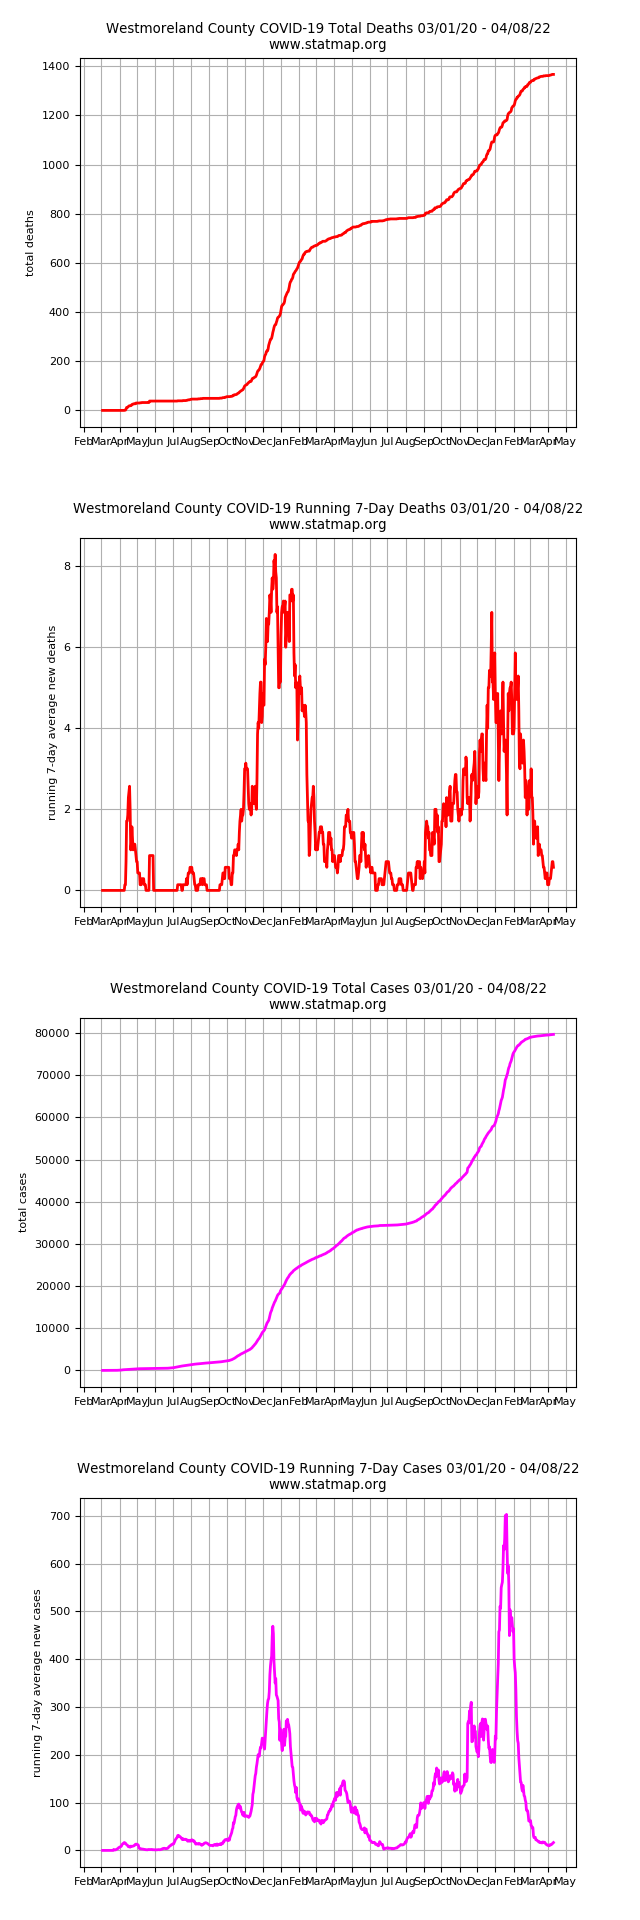 Westmoreland County COVID-19 Total Deaths 03/01/20 - 04/08/22
www.statmap.org
1400
1200
1000
800
600
400
200
0
total deaths
Feb Mar Apr May Jun Jul Aug Sep Oct Nov Dec Jan Feb Mar Apr May Jun Jul Aug Sep Oct Nov Dec Jan Feb Mar Apr May
Westmoreland County COVID-19 Running 7-Day Deaths 03/01/20 - 04/08/22
www.statmap.org
8
6
4
2
0
running 7-day average new deaths
Feb Mar Apr May Jun Jul Aug Sep Oct Nov Dec Jan Feb Mar Apr May Jun Jul Aug Sep Oct Nov Dec Jan Feb Mar Apr May
Westmoreland County COVID-19 Total Cases 03/01/20 - 04/08/22
www.statmap.org
80000
70000
60000
50000
40000
30000
20000
10000
0
total cases
Feb Mar Apr May Jun Jul Aug Sep Oct Nov Dec Jan Feb Mar Apr May Jun Jul Aug Sep Oct Nov Dec Jan Feb Mar Apr May
Westmoreland County COVID-19 Running 7-Day Cases 03/01/20 - 04/08/22
www.statmap.org
700
600
500
400
300
200
100
0
running 7-day average new cases
Feb Mar Apr May Jun Jul Aug Sep Oct Nov Dec Jan Feb Mar Apr May Jun Jul Aug Sep Oct Nov Dec Jan Feb Mar Apr May